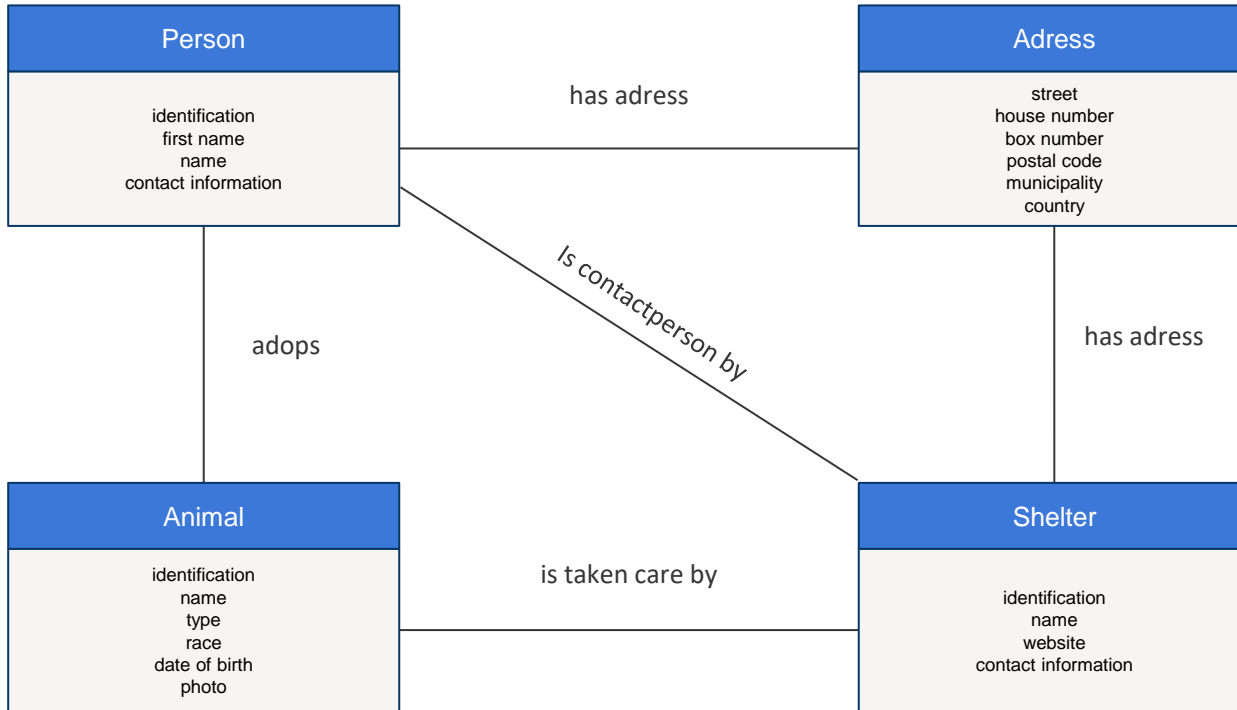 Person
identification
first name
name
contact information
has adress
Adress
street
house number
box number
postal code
municipality
country
Is contactperson by
adops
has adress
Animal
identification
name
type
race
date of birth
photo
is taken care by
Shelter
identification
name
website
contact information